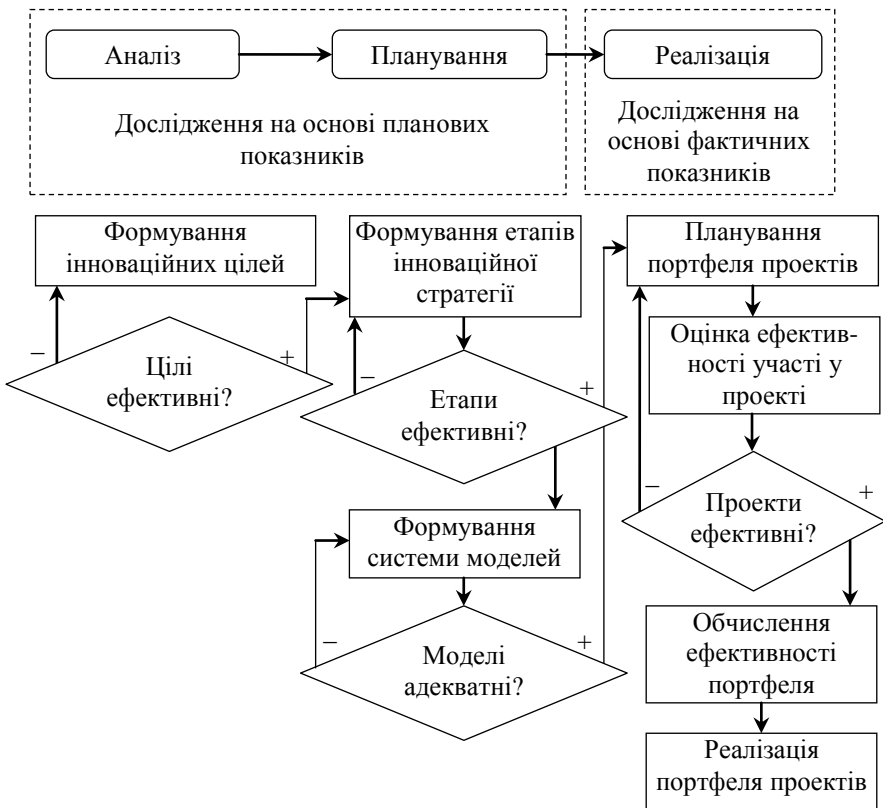 Аналіз
Планування
Реалізація
Дослідження на основі планових
показників
Дослідження на
основі фактичних
показників
Формування
інноваційних цілей
–
+
Цілі
ефективні?
Формування етапів
інноваційної
стратегії
–
+
Етапи
ефективні?
Формування
системи моделей
–
+
Моделі
адекватні?
Планування
портфеля проектів
Оцінка ефектив-
ності участі у
проекті
–
+
Проекти
ефективні?
Обчислення
ефективності
портфеля
Реалізація
портфеля проектів